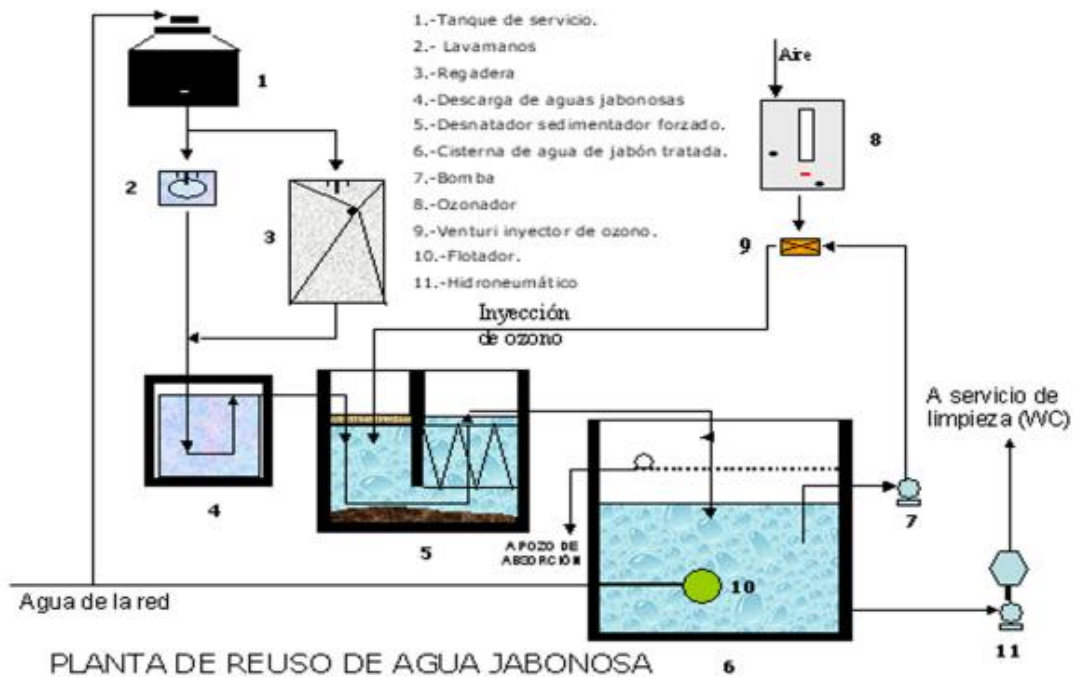 1.-Tanque de servicio.
2.- Lavamanos
3.-Regadera
4.-Descarga de aguas jabonosas
5.-Desnatador sedimentador forzado.
6.-Cisterna de agua de jabón tratada.
7.-Bomba
8.-Ozonador
9.-Venturi inyector de ozono.
10.-Flotador.
11.-Hidroneumático
Aire
1
2
3
8
9
Inyección
de ozono
A servicio de
limpieza (WC)
4
5
7
A POZO DE
ABSORCIÓN
10
Agua de la red
11
6
PLANTA DE REUSO DE AGUA JABONOSA